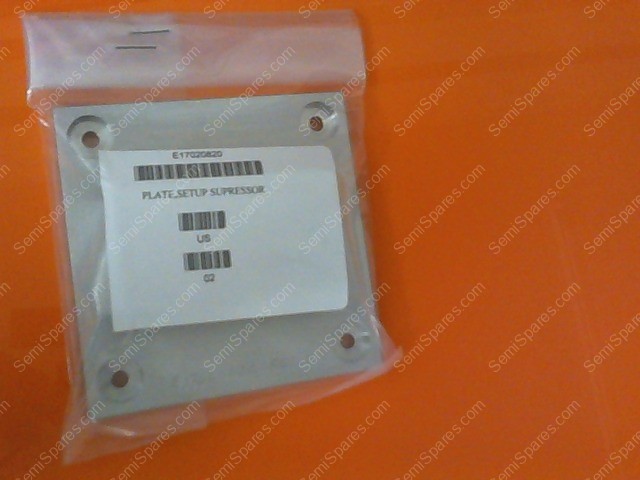 E17020820
PLATE,SETUP SUPRESSOR
US
02
SemiSpares.com